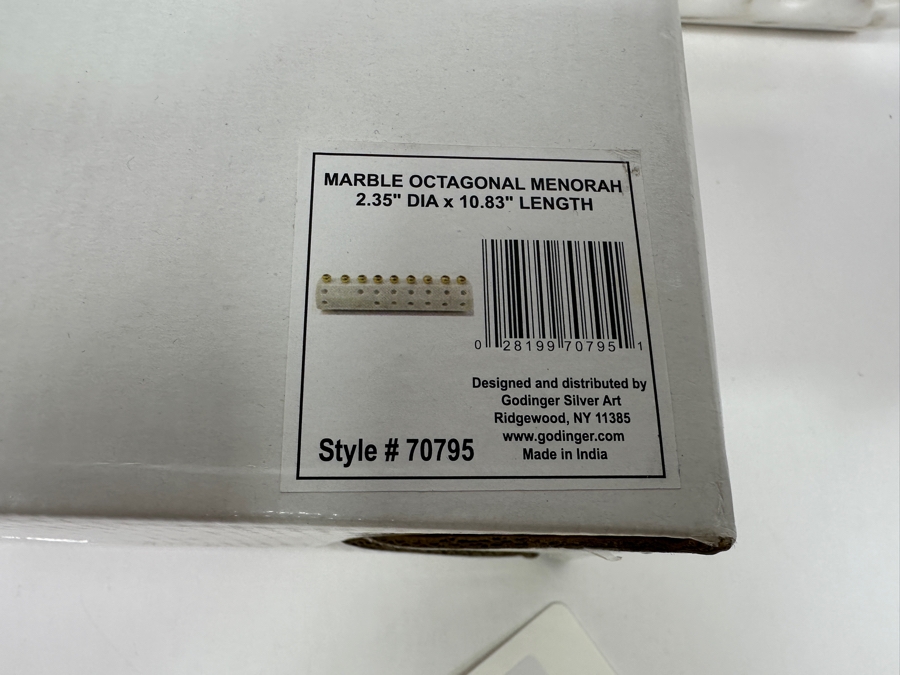 MARBLE OCTAGONAL MENORAH
2.35" DIA x 10.83" LENGTH
0 28199 70795 1
Designed and distributed by
Godinger Silver Art
Ridgewood, NY 11385
www.godinger.com
Made in India
Style # 70795